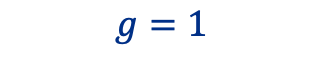 g = 1